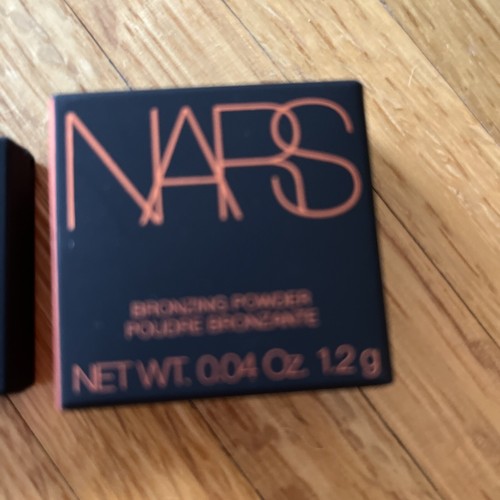 NARS
BRONZING POWDER
POUDRE BRONZANTE
NET WT. 0.04 Oz. 1.2 g